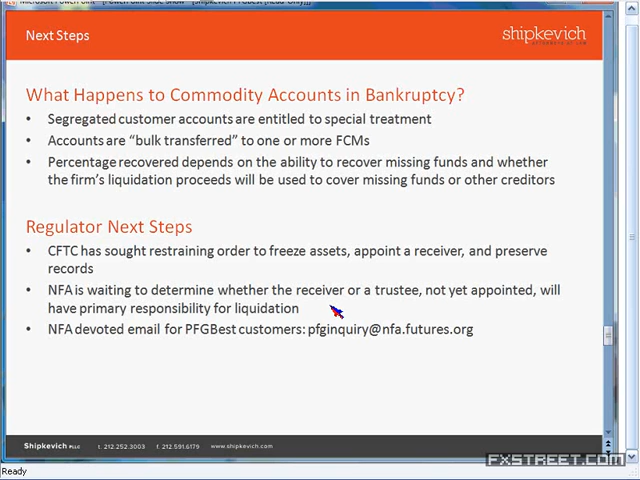 Next Steps
shipkevich
ATTORNEYS AT LAW
What Happens to Commodity Accounts in Bankruptcy?
• Segregated customer accounts are entitled to special treatment
• Accounts are “bulk transferred” to one or more FCMs
• Percentage recovered depends on the ability to recover missing funds and whether
the firm's liquidation proceeds will be used to cover missing funds or other creditors
Regulator Next Steps
• CFTC has sought restraining order to freeze assets, appoint a receiver, and preserve
records
• NFA is waiting to determine whether the receiver or a trustee, not yet appointed, will
have primary responsibility for liquidation
• NFA devoted email for PFGBest customers: pfginquiry@nfa.futures.org
Shipkevich PLLC t. 212.252.3003 f. 212.591.6179 www.shipkevich.com
FXSTREET.COM
Ready